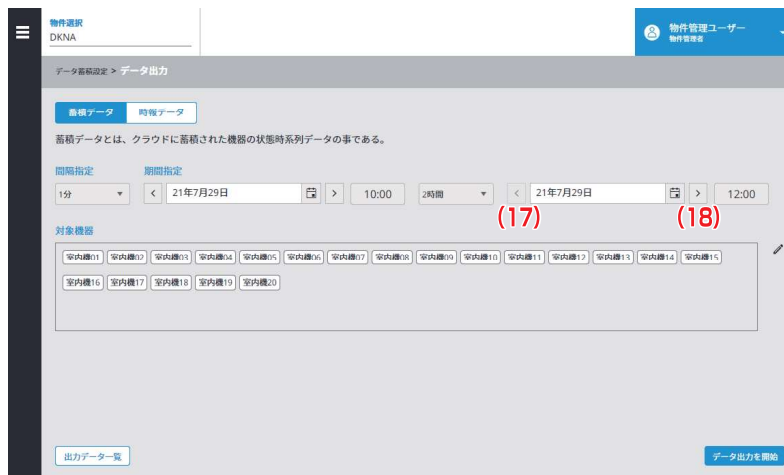 物件選択
DKNA
物件管理ユーザー
物件管理者
データ蓄積設定 > データ出力
蓄積データ 時報データ
蓄積データとは、クラウドに蓄積された機器の状態時系列データの事である。
間隔指定 期間指定
1分 < 21年7月29日 > 10:00 2時間 < 21年7月29日 > 12:00
(17) (18)
対象機器
室内機01 室内機02 室内機03 室内機04 室内機05 室内機06 室内機07 室内機08 室内機09 室内機10 室内機11 室内機12 室内機13 室内機14 室内機15
室内機16 室内機17 室内機18 室内機19 室内機20
出力データ一覧 データ出力を開始